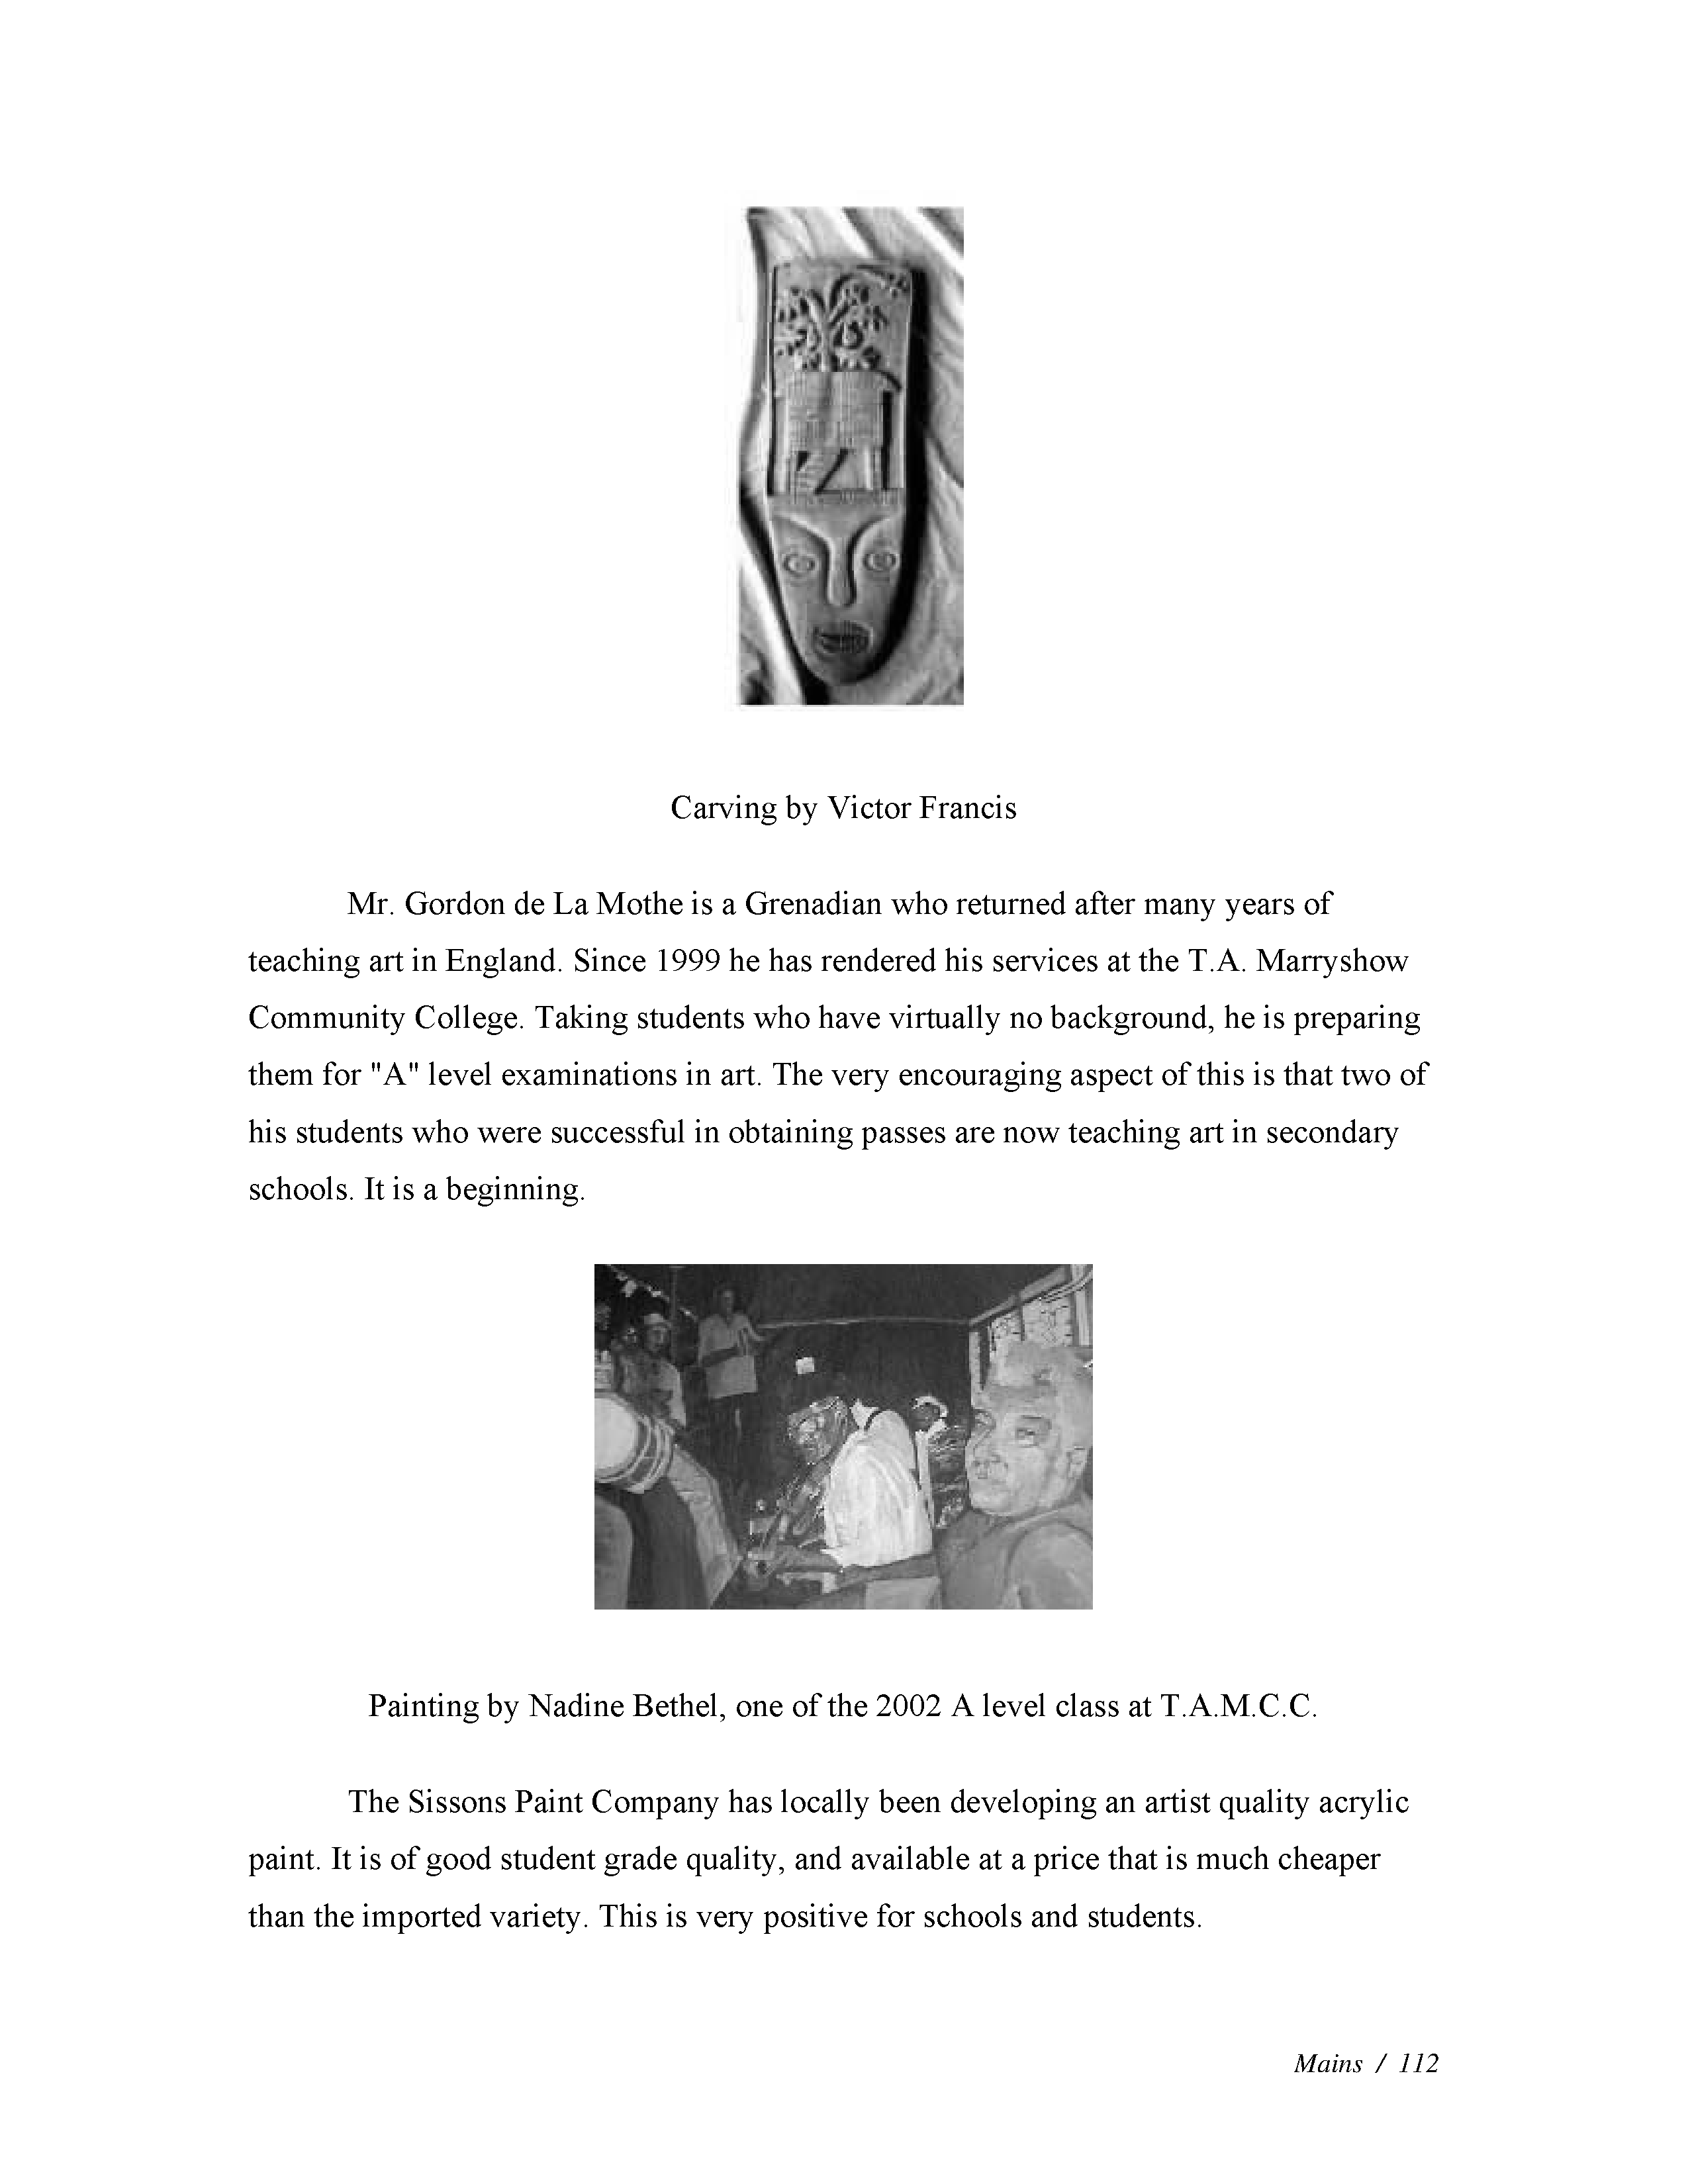 Carving by Victor Francis
Mr. Gordon de La Mothe is a Grenadian who returned after many years of
teaching art in England. Since 1999 he has rendered his services at the T.A. Marryshow
Community College. Taking students who have virtually no background, he is preparing
them for "A" level examinations in art. The very encouraging aspect of this is that two of
his students who were successful in obtaining passes are now teaching art in secondary
schools. It is a beginning.
Painting by Nadine Bethel, one of the 2002 A level class at T.A.M.C.C.
The Sissons Paint Company has locally been developing an artist quality acrylic
paint. It is of good student grade quality, and available at a price that is much cheaper
than the imported variety. This is very positive for schools and students.
Mains / 112